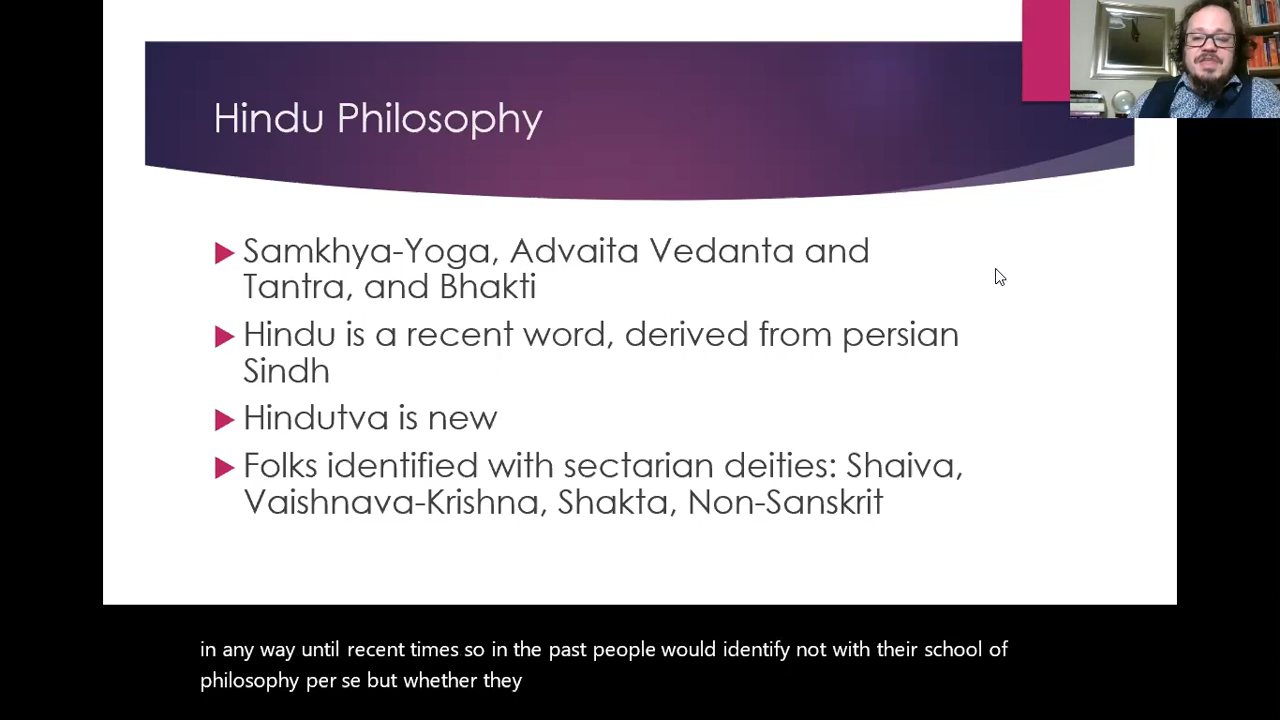 Hindu Philosophy
Samkhya-Yoga, Advaita Vedanta and
Tantra, and Bhakti
Hindu is a recent word, derived from persian
Sindh
Hindutva is new
Folks identified with sectarian deities: Shaiva,
Vaishnava-Krishna, Shakta, Non-Sanskrit
in any way until recent times so in the past people would identify not with their school of
philosophy per se but whether they